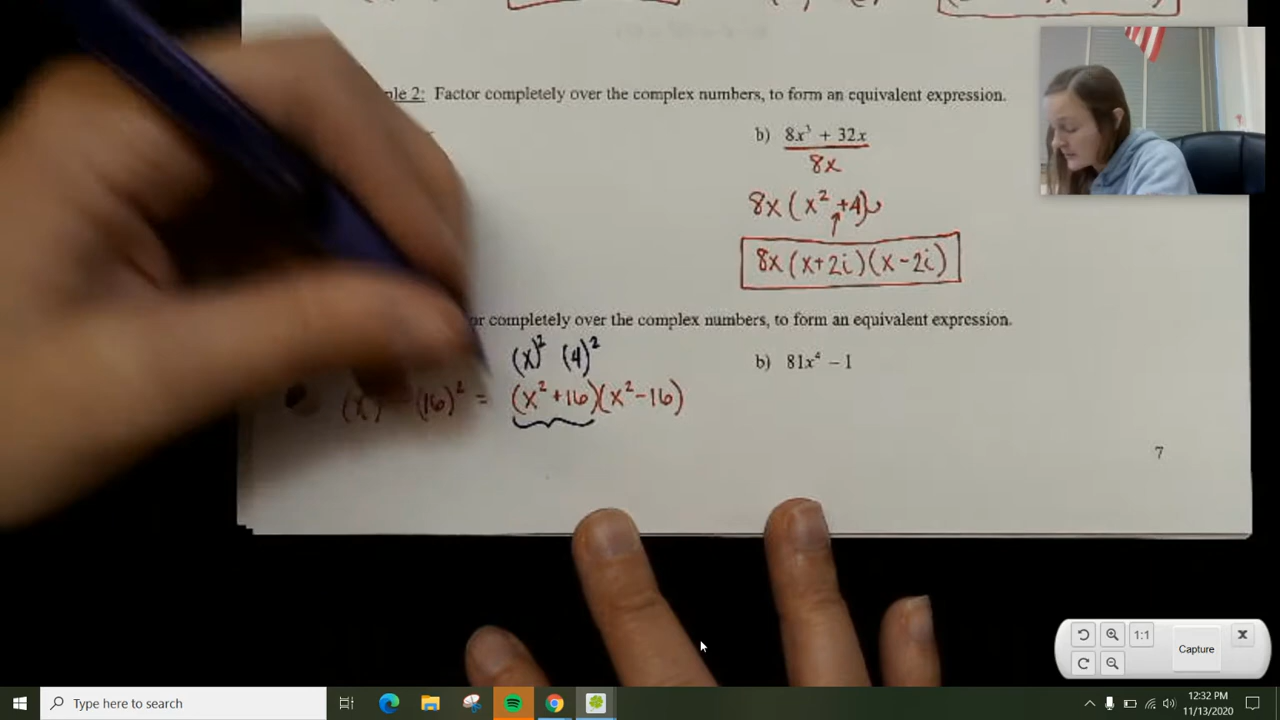 ple 2: Factor completely over the complex numbers, to form an equivalent expression.
b) 8x³ + 32x
8x
8x (x² +4)
8x (x+2i)(x-2i)
or completely over the complex numbers, to form an equivalent expression.
(x)² (4)²
b) 81x⁴ − 1
(x) (16)² = (x²+16)(x²-16)
7
1:1
Capture
X
Type here to search
12:32 PM
11/13/2020